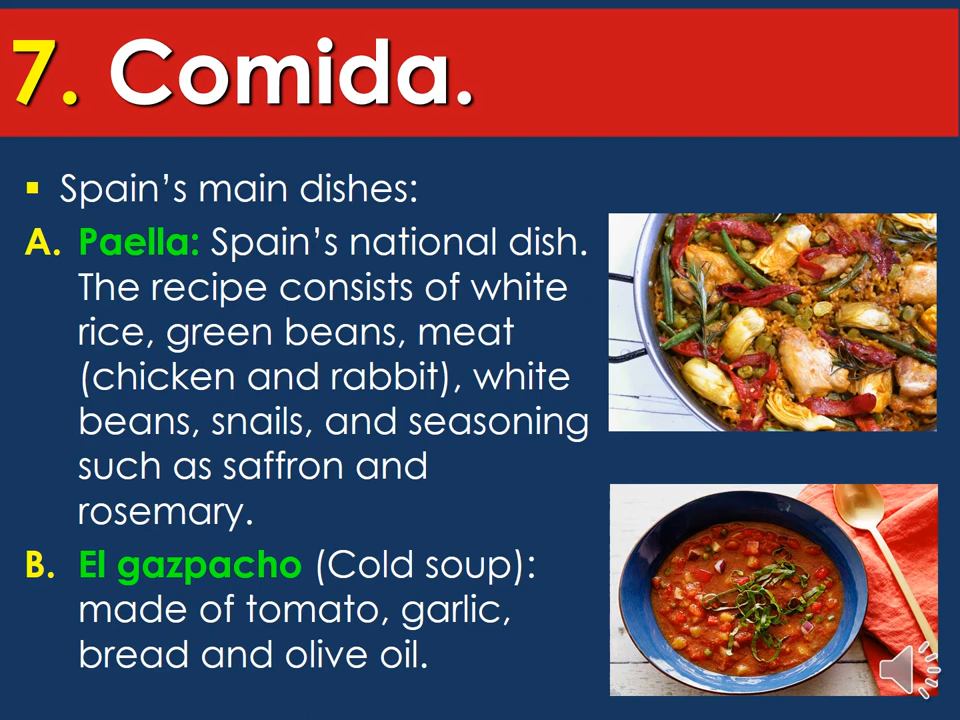 7. Comida.
▪ Spain’s main dishes:
A. Paella: Spain’s national dish.
The recipe consists of white
rice, green beans, meat
(chicken and rabbit), white
beans, snails, and seasoning
such as saffron and
rosemary.
B. El gazpacho (Cold soup):
made of tomato, garlic,
bread and olive oil.